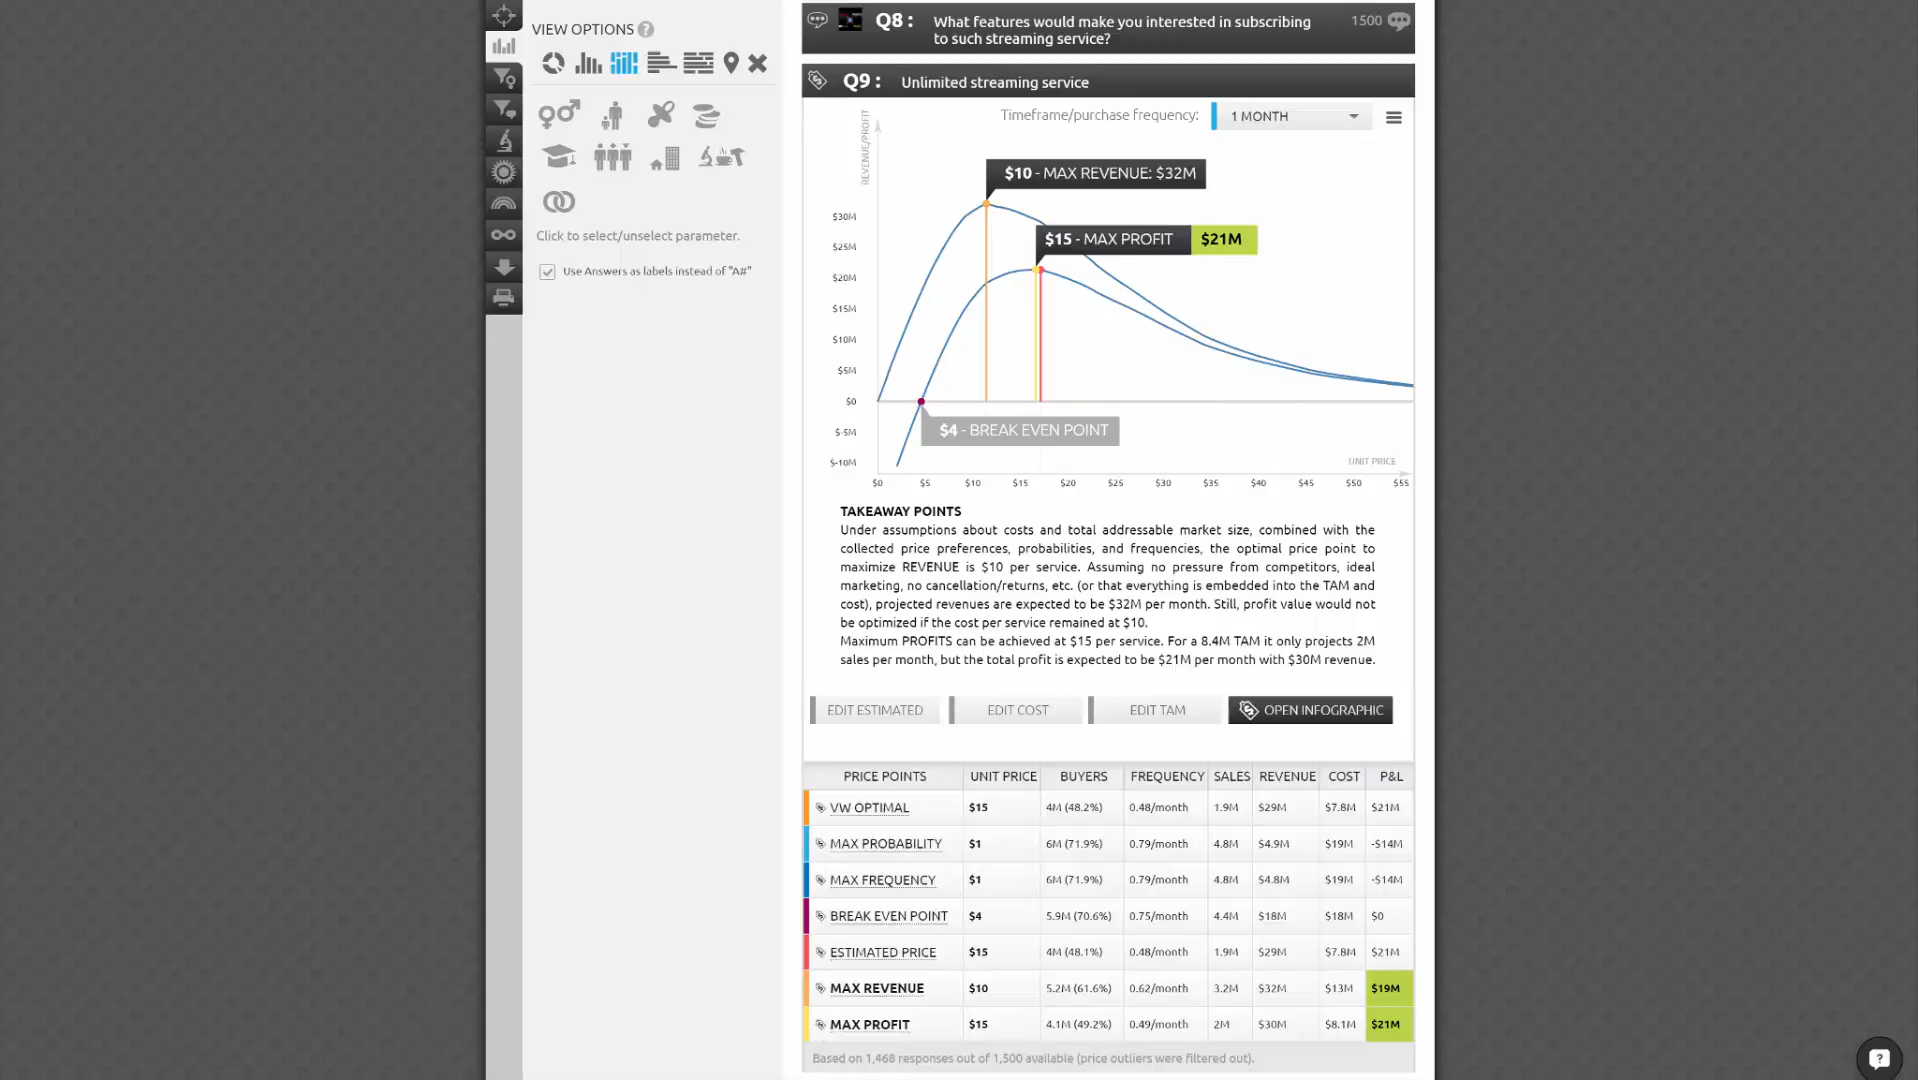 VIEW OPTIONS ?
Click to select/unselect parameter.
Use Answers as labels instead of "A#"
Q8 : What features would make you interested in subscribing 1500
to such streaming service?
Q9 : Unlimited streaming service
Timeframe/purchase frequency: 1 MONTH
REVENUE/PROFIT
$10 - MAX REVENUE: $32M
$15 - MAX PROFIT $21M
$30M
$25M
$20M
$15M
$10M
$5M
$0
$-5M
$-10M
$4 - BREAK EVEN POINT
UNIT PRICE
$0 $5 $10 $15 $20 $25 $30 $35 $40 $45 $50 $55
TAKEAWAY POINTS
Under assumptions about costs and total addressable market size, combined with the
collected price preferences, probabilities, and frequencies, the optimal price point to
maximize REVENUE is $10 per service. Assuming no pressure from competitors, ideal
marketing, no cancellation/returns, etc. (or that everything is embedded into the TAM and
cost), projected revenues are expected to be $32M per month. Still, profit value would not
be optimized if the cost per service remained at $10.
Maximum PROFITS can be achieved at $15 per service. For a 8.4M TAM it only projects 2M
sales per month, but the total profit is expected to be $21M per month with $30M revenue.
EDIT ESTIMATED EDIT COST EDIT TAM OPEN INFOGRAPHIC
PRICE POINTS UNIT PRICE BUYERS FREQUENCY SALES REVENUE COST P&L
VW OPTIMAL $15 4M (48.2%) 0.48/month 1.9M $29M $7.8M $21M
MAX PROBABILITY $1 6M (71.9%) 0.79/month 4.8M $4.9M $19M -$14M
MAX FREQUENCY $1 6M (71.9%) 0.79/month 4.8M $4.8M $19M -$14M
BREAK EVEN POINT $4 5.9M (70.6%) 0.75/month 4.4M $18M $18M $0
ESTIMATED PRICE $15 4M (48.1%) 0.48/month 1.9M $29M $7.8M $21M
MAX REVENUE $10 5.2M (61.6%) 0.62/month 3.2M $32M $13M $19M
MAX PROFIT $15 4.1M (49.2%) 0.49/month 2M $30M $8.1M $21M
Based on 1,468 responses out of 1,500 available (price outliers were filtered out).
?